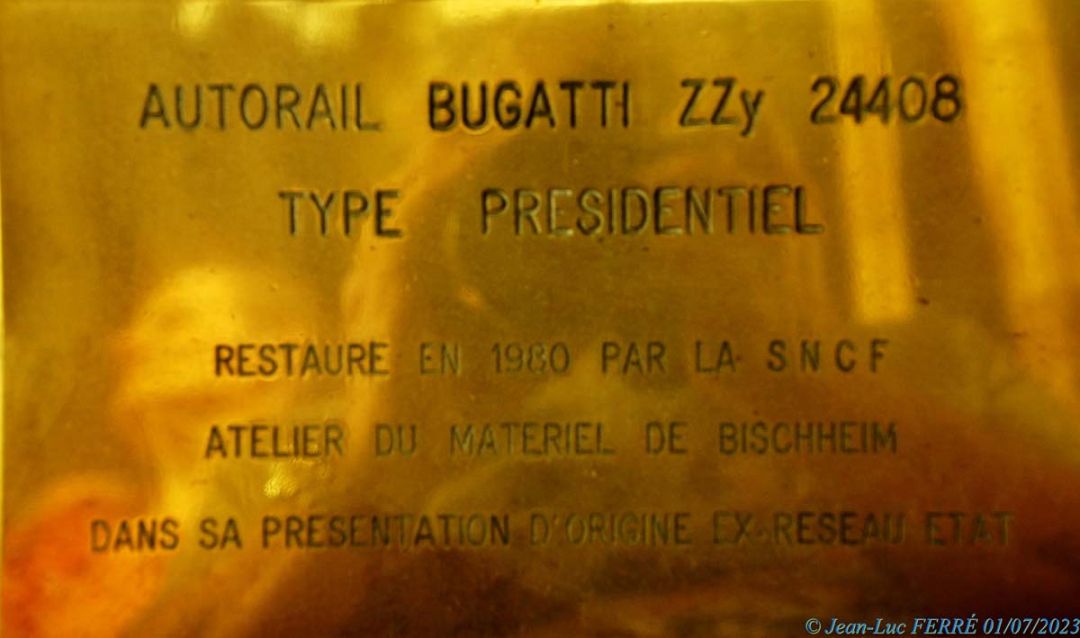 AUTORAIL BUGATTI ZZy 24408
TYPE PRESIDENTIEL
RESTAURE EN 1980 PAR LA S N C F
ATELIER DU MATERIEL DE BISCHHEIM
DANS SA PRESENTATION D'ORIGINE EX-RESEAU ETAT
© Jean-Luc FERRÉ 01/07/2023